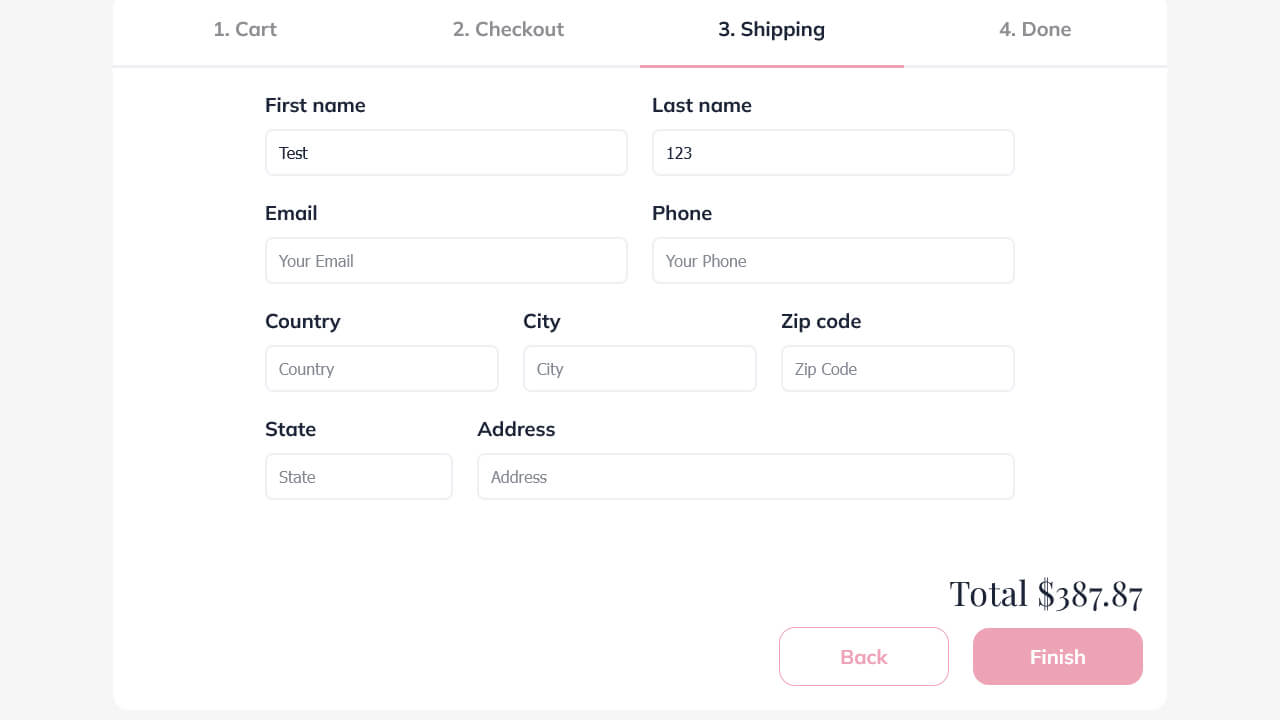 1. Cart 2. Checkout 3. Shipping 4. Done
First name Last name
Test 123
Email Phone
Your Email Your Phone
Country City Zip code
Country City Zip Code
State Address
State Address
Total $387.87
Back Finish